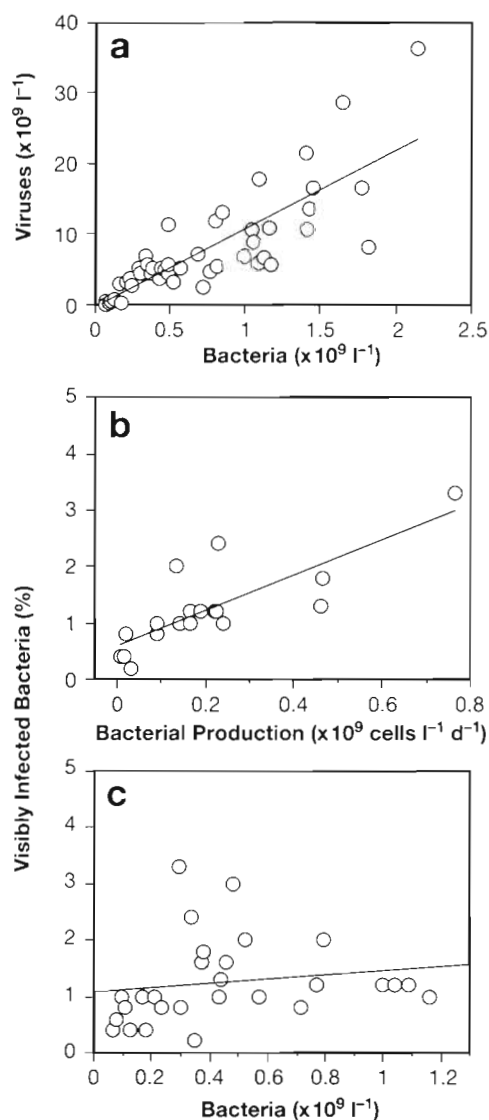 a
40
30
20
10
0
Viruses (x10⁹ l⁻¹)
0 0.5 1 1.5 2 2.5
Bacteria (x10⁹ l⁻¹)
b
5
4
3
2
1
0
0 0.2 0.4 0.6 0.8
Bacterial Production (x10⁹ cells l⁻¹ d⁻¹)
Visibly Infected Bacteria (%)
c
5
4
3
2
1
0
0 0.2 0.4 0.6 0.8 1 1.2
Bacteria (x10⁹ l⁻¹)